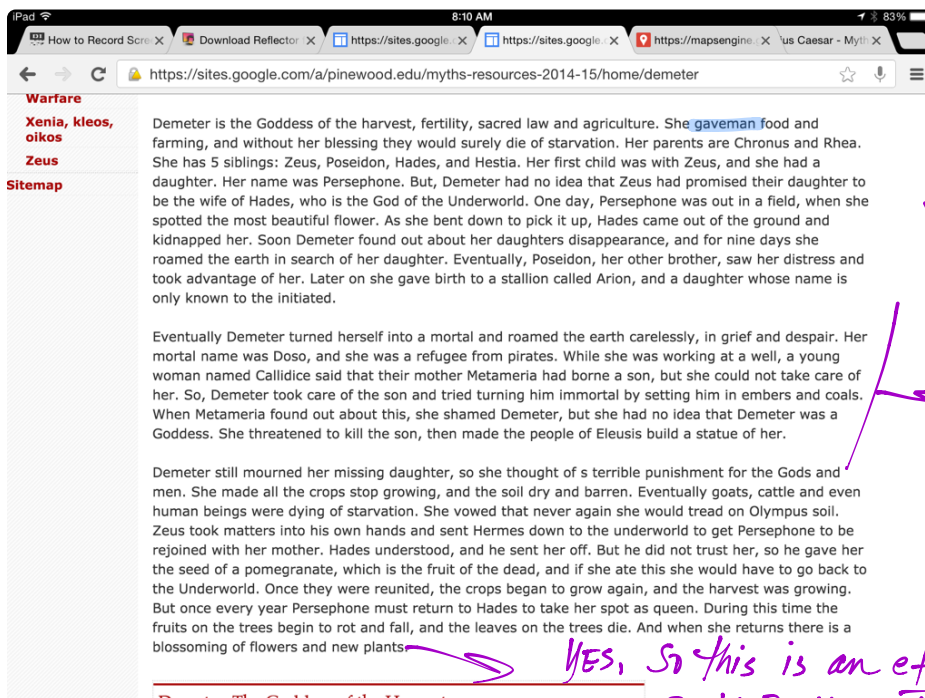 iPad 8:10 AM 83%
How to Record Scre Download Reflector https://sites.google.c https://sites.google.c https://mapsengine. us Caesar - Myth
https://sites.google.com/a/pinewood.edu/myths-resources-2014-15/home/demeter
Warfare
Xenia, kleos,
oikos
Zeus
Sitemap
Demeter is the Goddess of the harvest, fertility, sacred law and agriculture. She gaveman food and
farming, and without her blessing they would surely die of starvation. Her parents are Chronus and Rhea.
She has 5 siblings: Zeus, Poseidon, Hades, and Hestia. Her first child was with Zeus, and she had a
daughter. Her name was Persephone. But, Demeter had no idea that Zeus had promised their daughter to
be the wife of Hades, who is the God of the Underworld. One day, Persephone was out in a field, when she
spotted the most beautiful flower. As she bent down to pick it up, Hades came out of the ground and
kidnapped her. Soon Demeter found out about her daughters disappearance, and for nine days she
roamed the earth in search of her daughter. Eventually, Poseidon, her other brother, saw her distress and
took advantage of her. Later on she gave birth to a stallion called Arion, and a daughter whose name is
only known to the initiated.
Eventually Demeter turned herself into a mortal and roamed the earth carelessly, in grief and despair. Her
mortal name was Doso, and she was a refugee from pirates. While she was working at a well, a young
woman named Callidice said that their mother Metameria had borne a son, but she could not take care of
her. So, Demeter took care of the son and tried turning him immortal by setting him in embers and coals.
When Metameria found out about this, she shamed Demeter, but she had no idea that Demeter was a
Goddess. She threatened to kill the son, then made the people of Eleusis build a statue of her.
Demeter still mourned her missing daughter, so she thought of s terrible punishment for the Gods and
men. She made all the crops stop growing, and the soil dry and barren. Eventually goats, cattle and even
human beings were dying of starvation. She vowed that never again she would tread on Olympus soil.
Zeus took matters into his own hands and sent Hermes down to the underworld to get Persephone to be
rejoined with her mother. Hades understood, and he sent her off. But he did not trust her, so he gave her
the seed of a pomegranate, which is the fruit of the dead, and if she ate this she would have to go back to
the Underworld. Once they were reunited, the crops began to grow again, and the harvest was growing.
But once every year Persephone must return to Hades to take her spot as queen. During this time the
fruits on the trees begin to rot and fall, and the leaves on the trees die. And when she returns there is a
blossoming of flowers and new plants.
YES, So this is an et